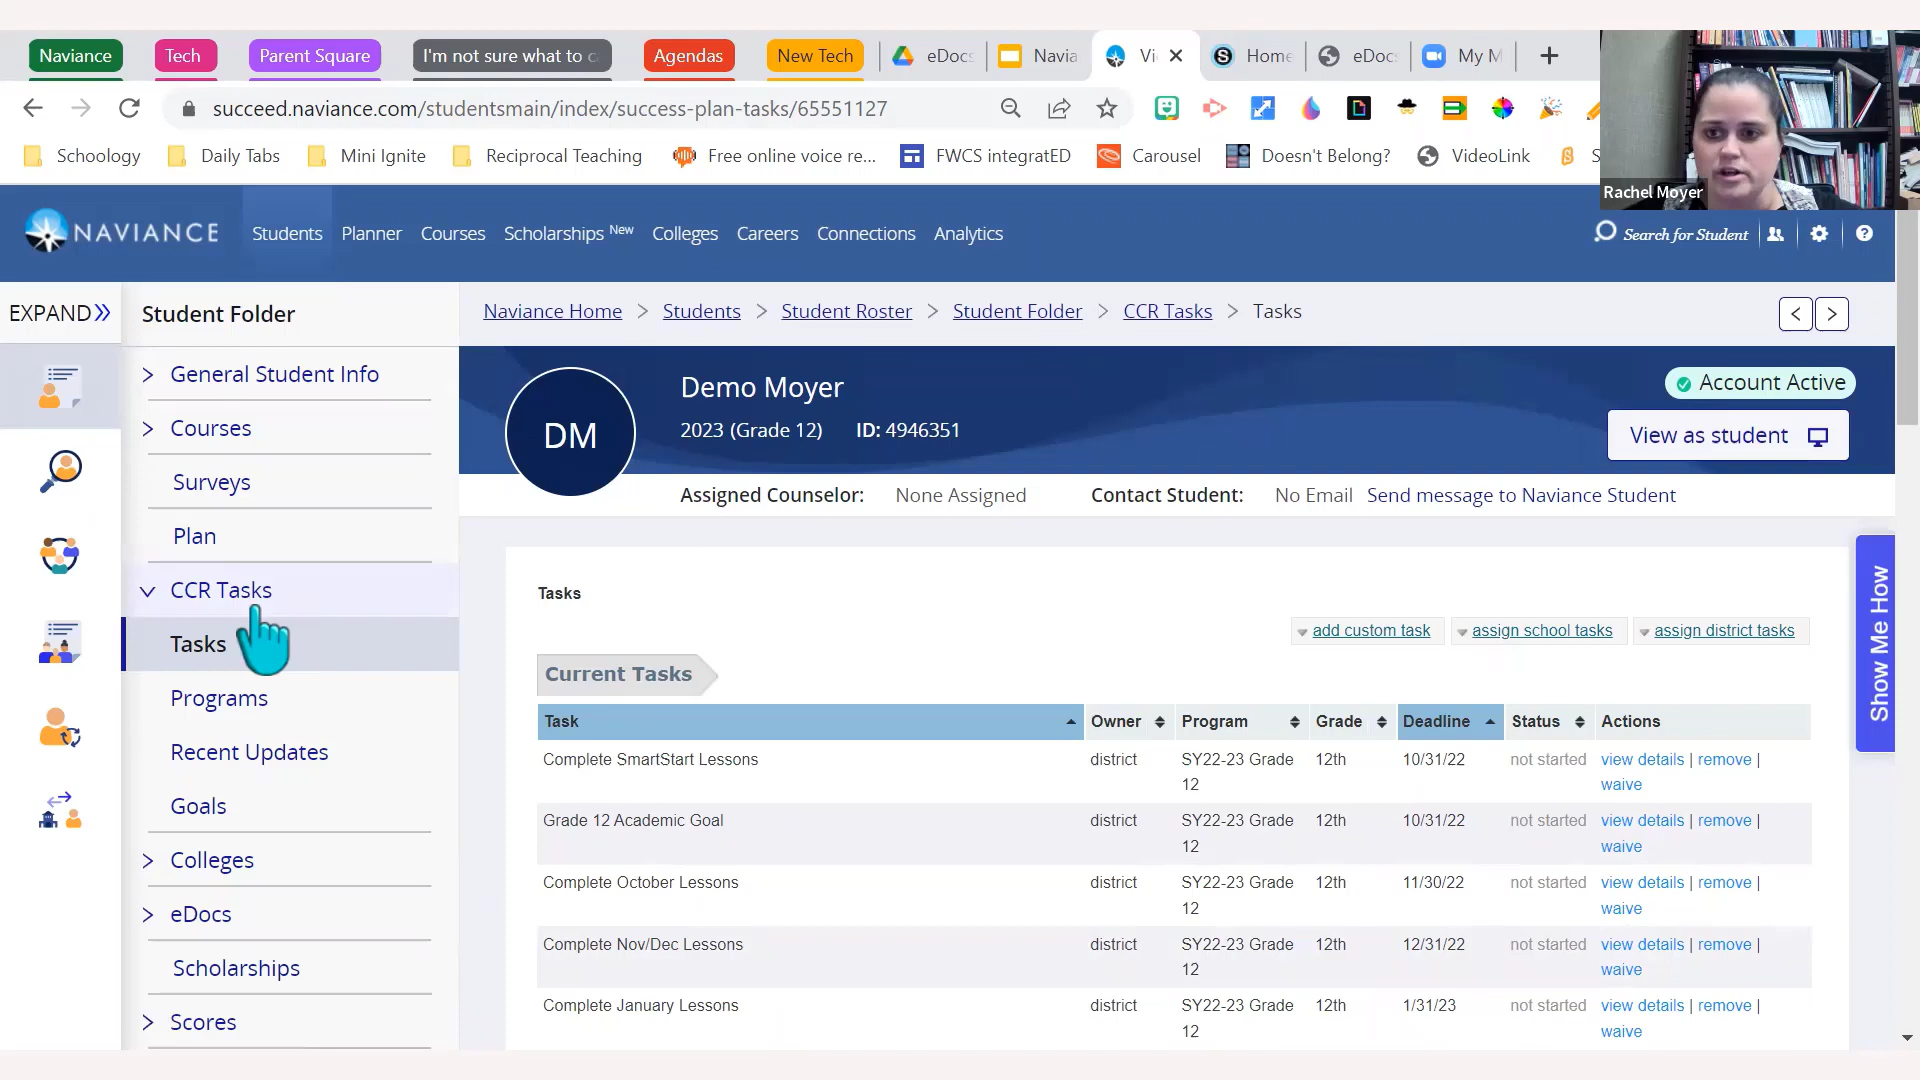 Naviance
Tech
Parent Square
I'm not sure what to c
Agendas
New Tech
eDocs
Navia
Vi
Home
eDoc
My M
succeed.naviance.com/studentsmain/index/success-plan-tasks/65551127
Schoology
Daily Tabs
Mini Ignite
Reciprocal Teaching
Free online voice re...
FWCS integratED
Carousel
Doesn't Belong?
VideoLink
S
Rachel Moyer
NAVIANCE
Students
Planner
Courses
Scholarships New
Colleges
Careers
Connections
Analytics
Search for Student
EXPAND
Student Folder
Naviance Home > Students > Student Roster > Student Folder > CCR Tasks > Tasks
General Student Info
Courses
Surveys
Plan
CCR Tasks
Tasks
Programs
Recent Updates
Goals
Colleges
eDocs
Scholarships
Scores
DM
Demo Moyer
2023 (Grade 12) ID: 4946351
Account Active
View as student
Assigned Counselor: None Assigned Contact Student: No Email Send message to Naviance Student
Show Me How
Tasks
add custom task
assign school tasks
assign district tasks
Current Tasks
Task Owner Program Grade Deadline Status Actions
Complete SmartStart Lessons district SY22-23 Grade 12th 10/31/22 not started view details | remove |
12 waive
Grade 12 Academic Goal district SY22-23 Grade 12th 10/31/22 not started view details | remove |
12 waive
Complete October Lessons district SY22-23 Grade 12th 11/30/22 not started view details | remove |
12 waive
Complete Nov/Dec Lessons district SY22-23 Grade 12th 12/31/22 not started view details | remove |
12 waive
Complete January Lessons district SY22-23 Grade 12th 1/31/23 not started view details | remove |
12 waive